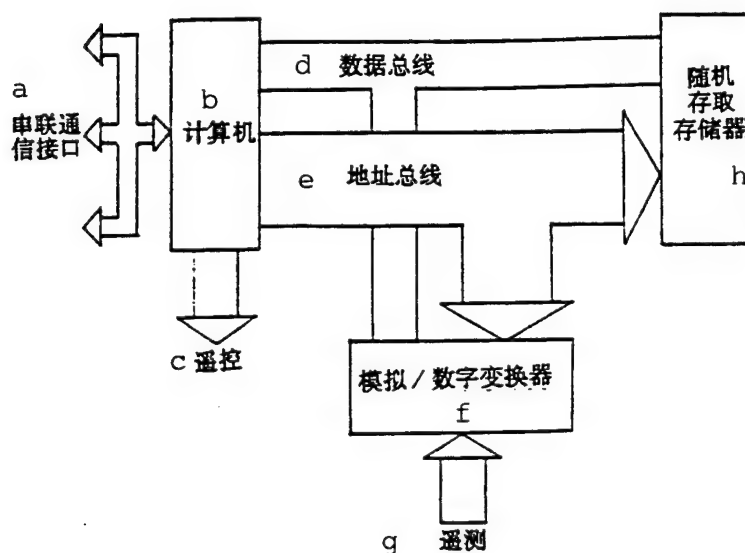 a
串联通
信接口
b
计算机
d 数据总线
e 地址总线
随机
存取
存储器
h
c 遥控
模拟/数字变换器
f
g 遥测